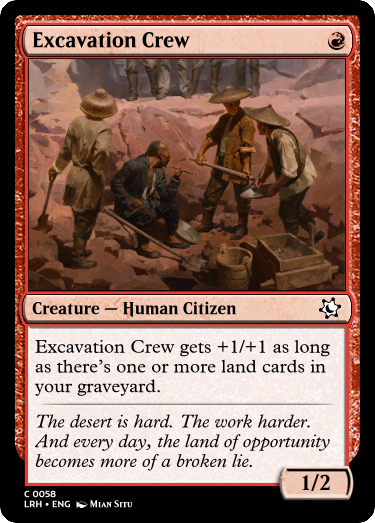 Excavation Crew
Creature — Human Citizen
Excavation Crew gets +1/+1 as long
as there's one or more land cards in
your graveyard.
The desert is hard. The work harder.
And every day, the land of opportunity
becomes more of a broken lie.
1/2
C 0058
LRH • ENG Mian Situ